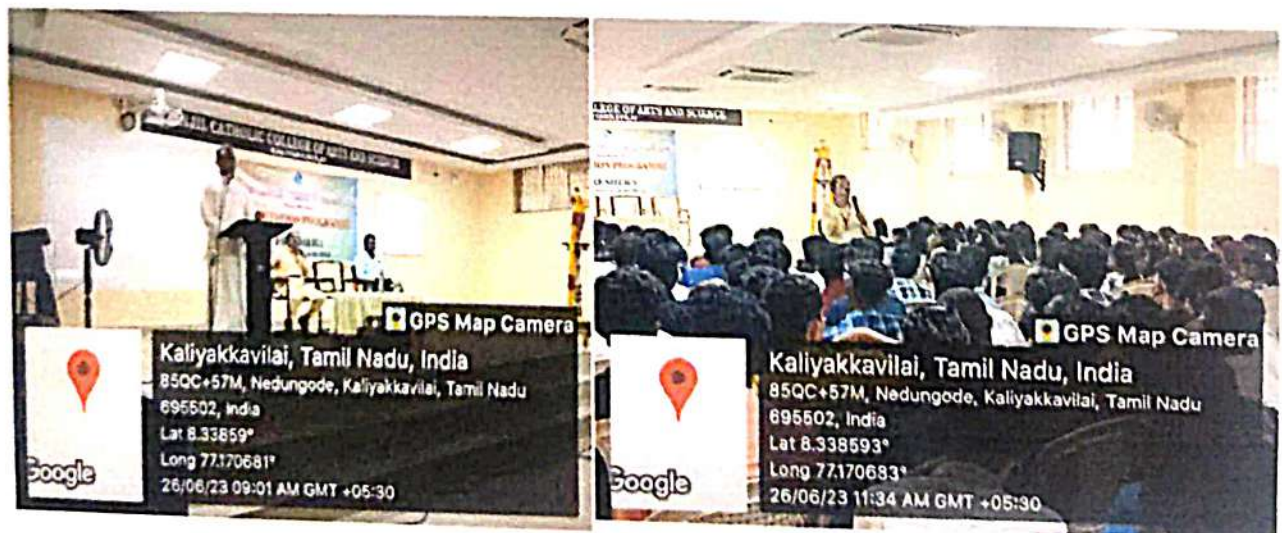 JIL CATHOLIC COLLEGE OF ARTS AND SCIENCE
GPS Map Camera
Kaliyakkavilai, Tamil Nadu, India
85QC+57M, Nedungode, Kaliyakkavilai, Tamil Nadu
695502, India
Lat 8.33859°
Long 77.170681°
26/06/23 09:01 AM GMT +05:30
Google
LEGE OF ARTS AND SCIENCE
PROGRAMME
GPS Map Camera
Kaliyakkavilai, Tamil Nadu, India
85QC+57M, Nedungode, Kaliyakkavilai, Tamil Nadu
695502, India
Lat 8.338593°
Long 77.170683°
26/06/23 11:34 AM GMT +05:30
Google